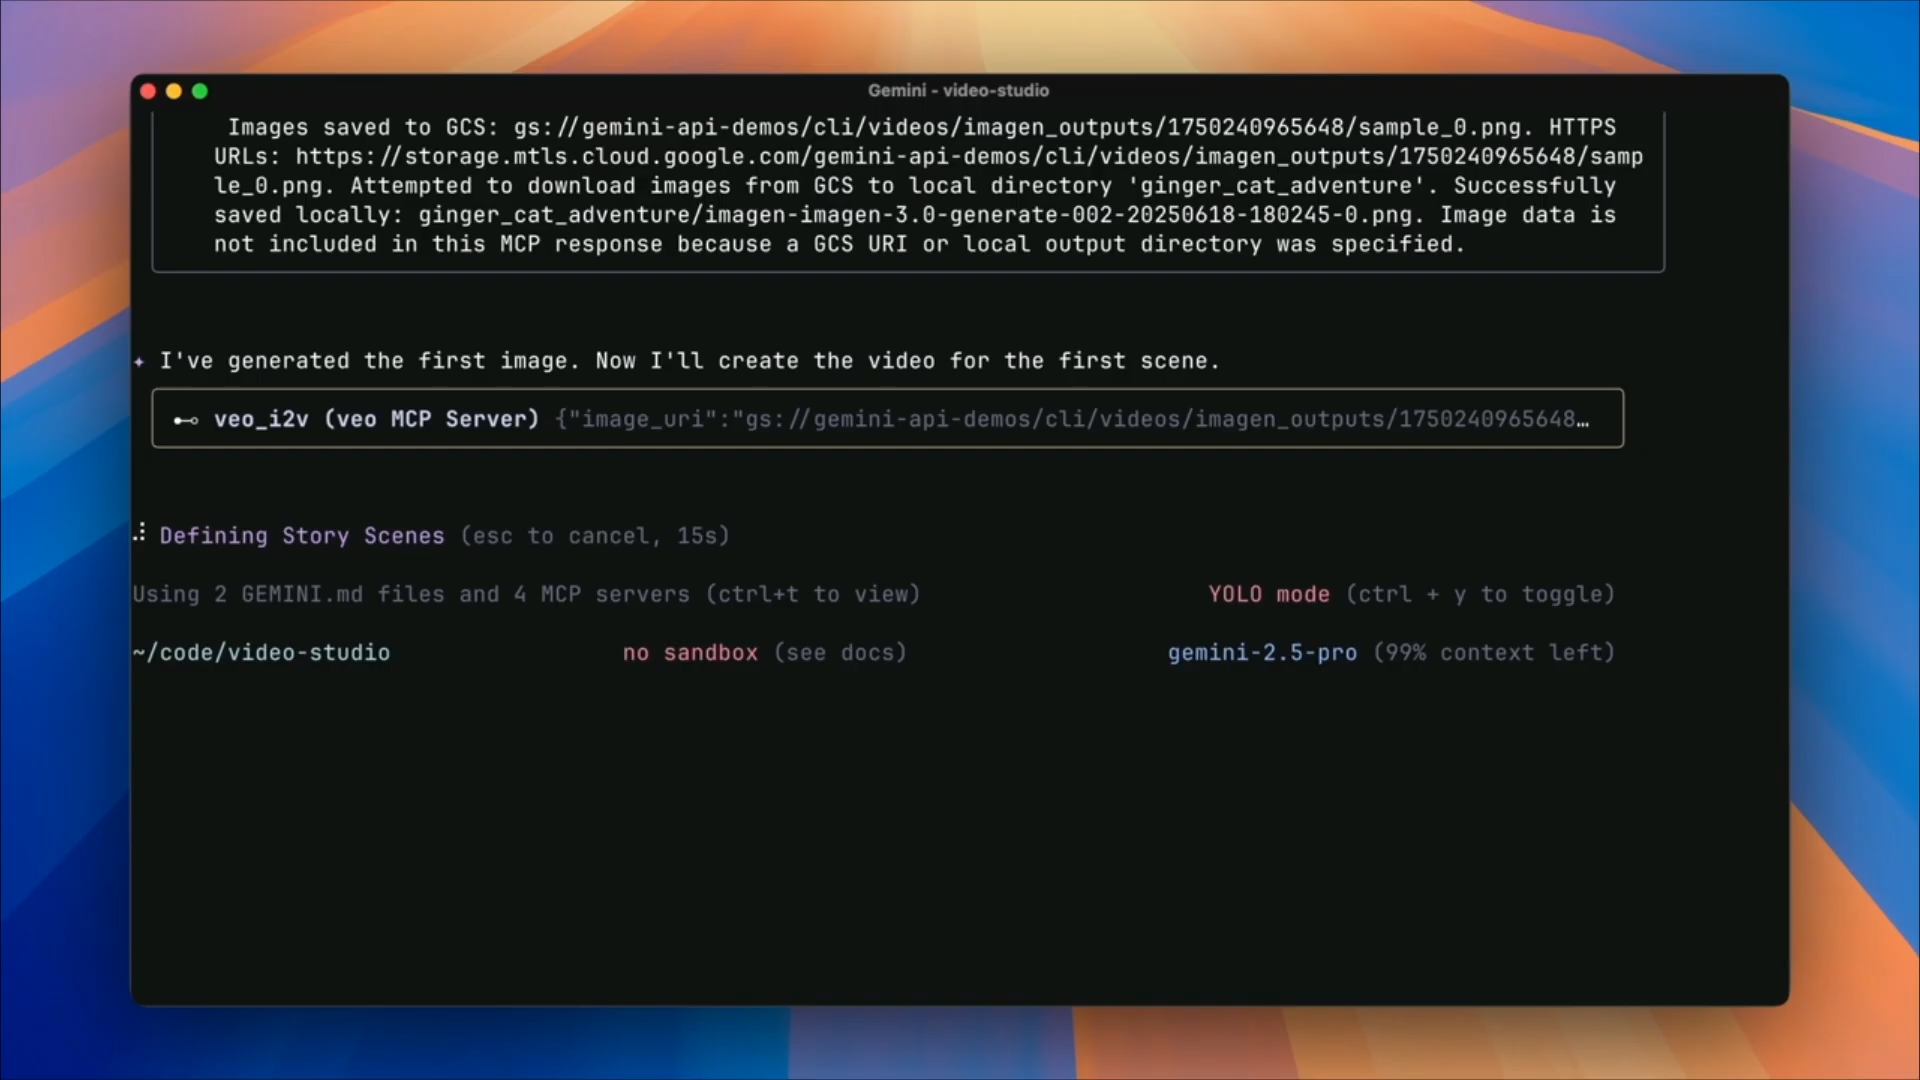 Gemini - video-studio
Images saved to GCS: gs://gemini-api-demos/cli/videos/imagen_outputs/1750240965648/sample_0.png. HTTPS
URLs: https://storage.mtls.cloud.google.com/gemini-api-demos/cli/videos/imagen_outputs/1750240965648/samp
le_0.png. Attempted to download images from GCS to local directory 'ginger_cat_adventure'. Successfully
saved locally: ginger_cat_adventure/imagen-imagen-3.0-generate-002-20250618-180245-0.png. Image data is
not included in this MCP response because a GCS URI or local output directory was specified.
✦ I've generated the first image. Now I'll create the video for the first scene.
veo_i2v (veo MCP Server) {"image_uri":"gs://gemini-api-demos/cli/videos/imagen_outputs/1750240965648…
Defining Story Scenes (esc to cancel, 15s)
Using 2 GEMINI.md files and 4 MCP servers (ctrl+t to view) YOLO mode (ctrl + y to toggle)
~/code/video-studio no sandbox (see docs) gemini-2.5-pro (99% context left)